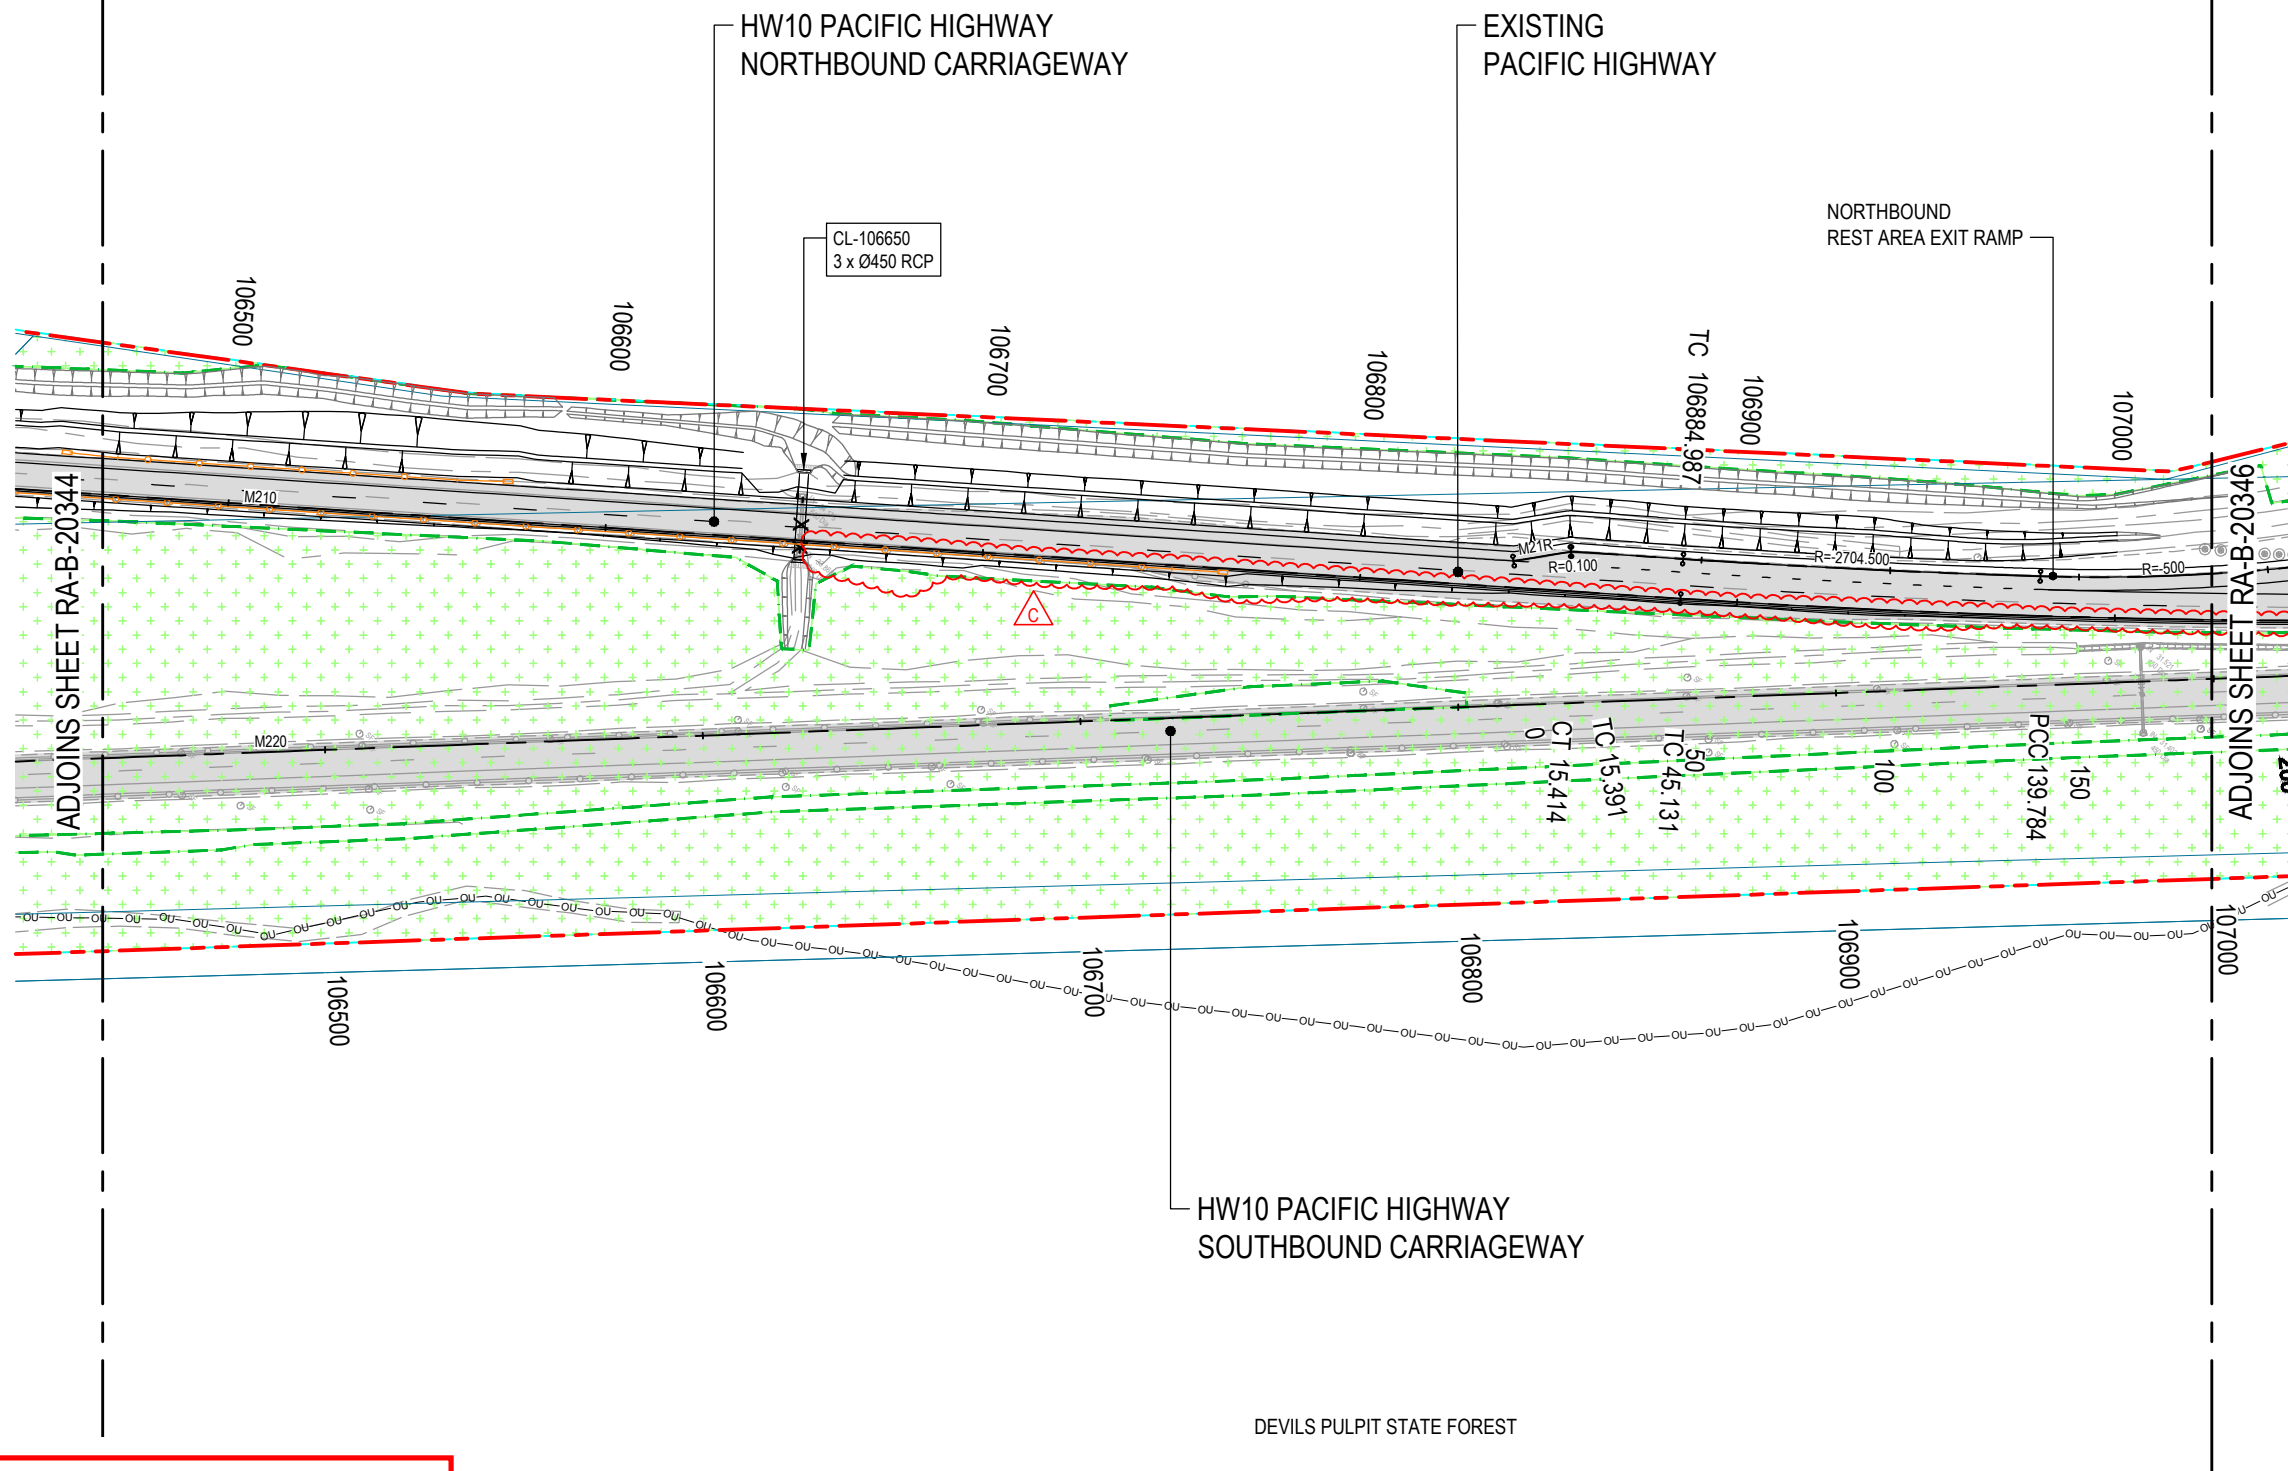 HW10 PACIFIC HIGHWAY
NORTHBOUND CARRIAGEWAY
EXISTING
PACIFIC HIGHWAY
NORTHBOUND
REST AREA EXIT RAMP
CL-106650
3 x Ø450 RCP
106500
106600
106700
106800
TC 106884.987
106900
107000
ADJOINS SHEET RA-B-20344
ADJOINS SHEET RA-B-20346
M210
M21R
R=0.100
R=-2704.500
R=-500
C
M220
0
CT 15.414
TC 15.391
TC 45.131
50
100
PCC 139.784
150
200
OU
106500
106600
106700
106800
106900
107000
HW10 PACIFIC HIGHWAY
SOUTHBOUND CARRIAGEWAY
DEVILS PULPIT STATE FOREST